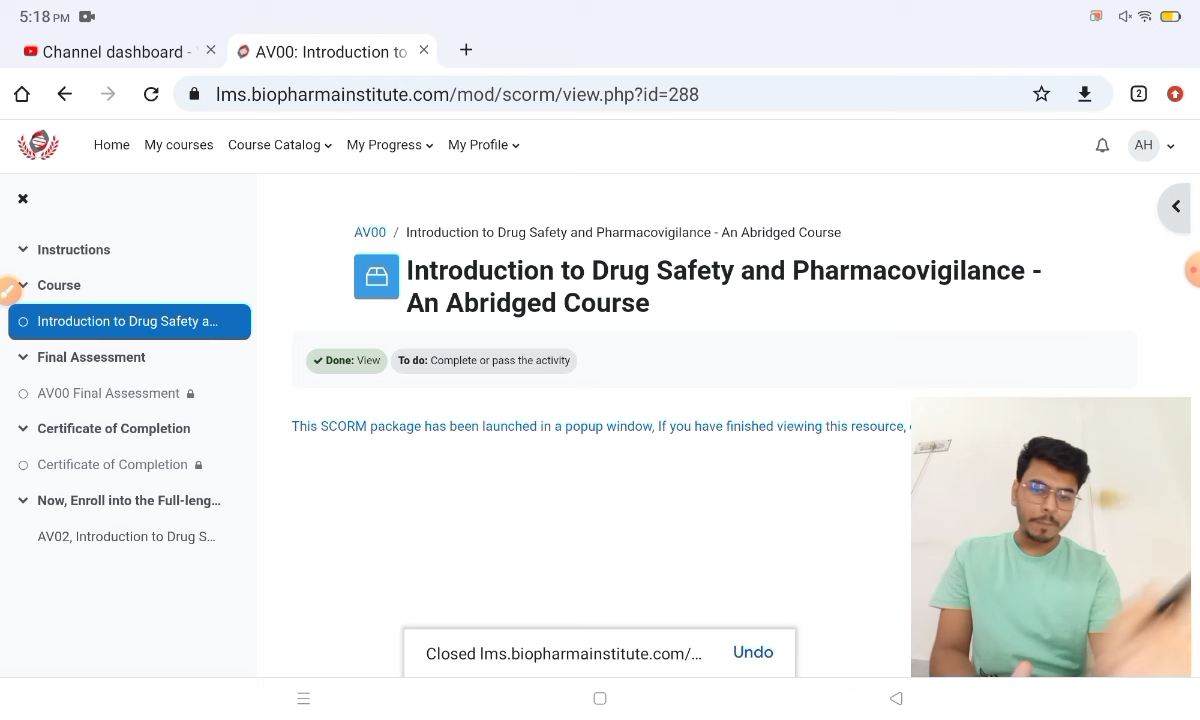 5:18 PM
Channel dashboard -
AV00: Introduction to
lms.biopharmainstitute.com/mod/scorm/view.php?id=288
2
Home My courses Course Catalog My Progress My Profile
AH
Instructions
Course
Introduction to Drug Safety a...
Final Assessment
AV00 Final Assessment
Certificate of Completion
Certificate of Completion
Now, Enroll into the Full-leng...
AV02, Introduction to Drug S...
AV00 / Introduction to Drug Safety and Pharmacovigilance - An Abridged Course
Introduction to Drug Safety and Pharmacovigilance -
An Abridged Course
Done: View To do: Complete or pass the activity
This SCORM package has been launched in a popup window, If you have finished viewing this resource,
Closed lms.biopharmainstitute.com/... Undo